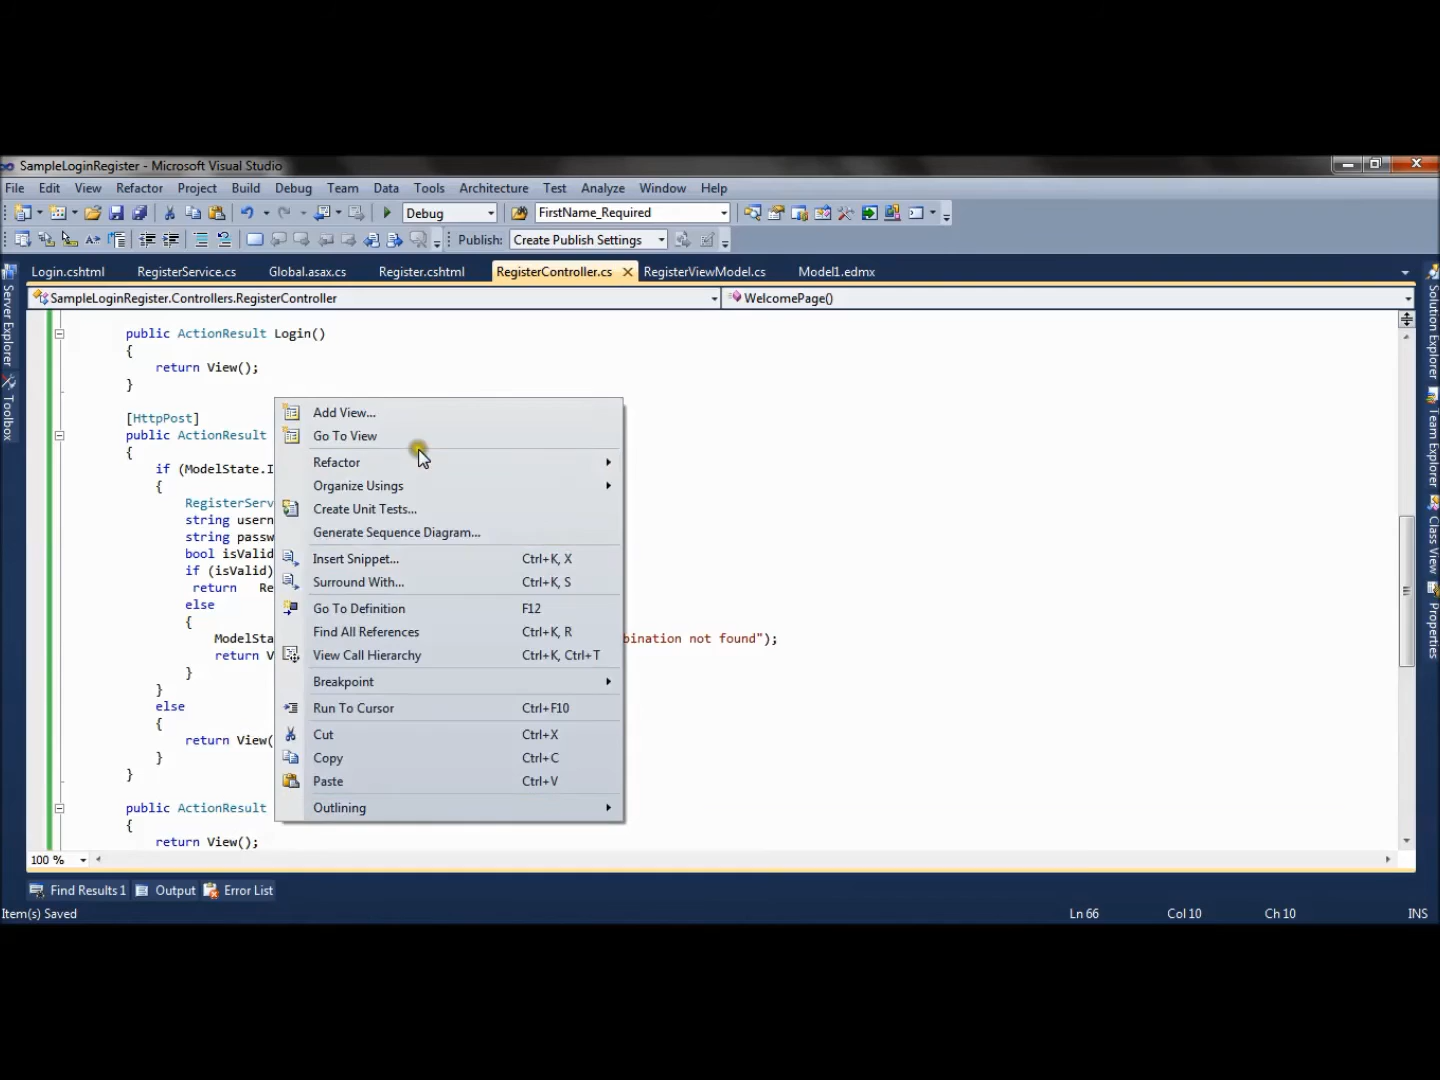 SampleLoginRegister - Microsoft Visual Studio
File Edit View Refactor Project Build Debug Team Data Tools Architecture Test Analyze Window Help
Debug FirstName_Required
Publish: Create Publish Settings
Login.cshtml RegisterService.cs Global.asax.cs Register.cshtml RegisterController.cs RegisterViewModel.cs Model1.edmx
SampleLoginRegister.Controllers.RegisterController WelcomePage()
Server Explorer
Toolbox
Solution Explorer
Team Explorer
Class View
Properties
public ActionResult Login()
{
return View();
}
[HttpPost]
public ActionResult
{
if (ModelState.I
{
RegisterServ
string usern
string passw
bool isValid
if (isValid)
return Re
else
{
ModelSta bination not found");
return V
}
}
else
{
return View(
}
}
public ActionResult
{
return View();
Add View...
Go To View
Refactor
Organize Usings
Create Unit Tests...
Generate Sequence Diagram...
Insert Snippet... Ctrl+K, X
Surround With... Ctrl+K, S
Go To Definition F12
Find All References Ctrl+K, R
View Call Hierarchy Ctrl+K, Ctrl+T
Breakpoint
Run To Cursor Ctrl+F10
Cut Ctrl+X
Copy Ctrl+C
Paste Ctrl+V
Outlining
100 %
Find Results 1 Output Error List
Item(s) Saved Ln 66 Col 10 Ch 10 INS